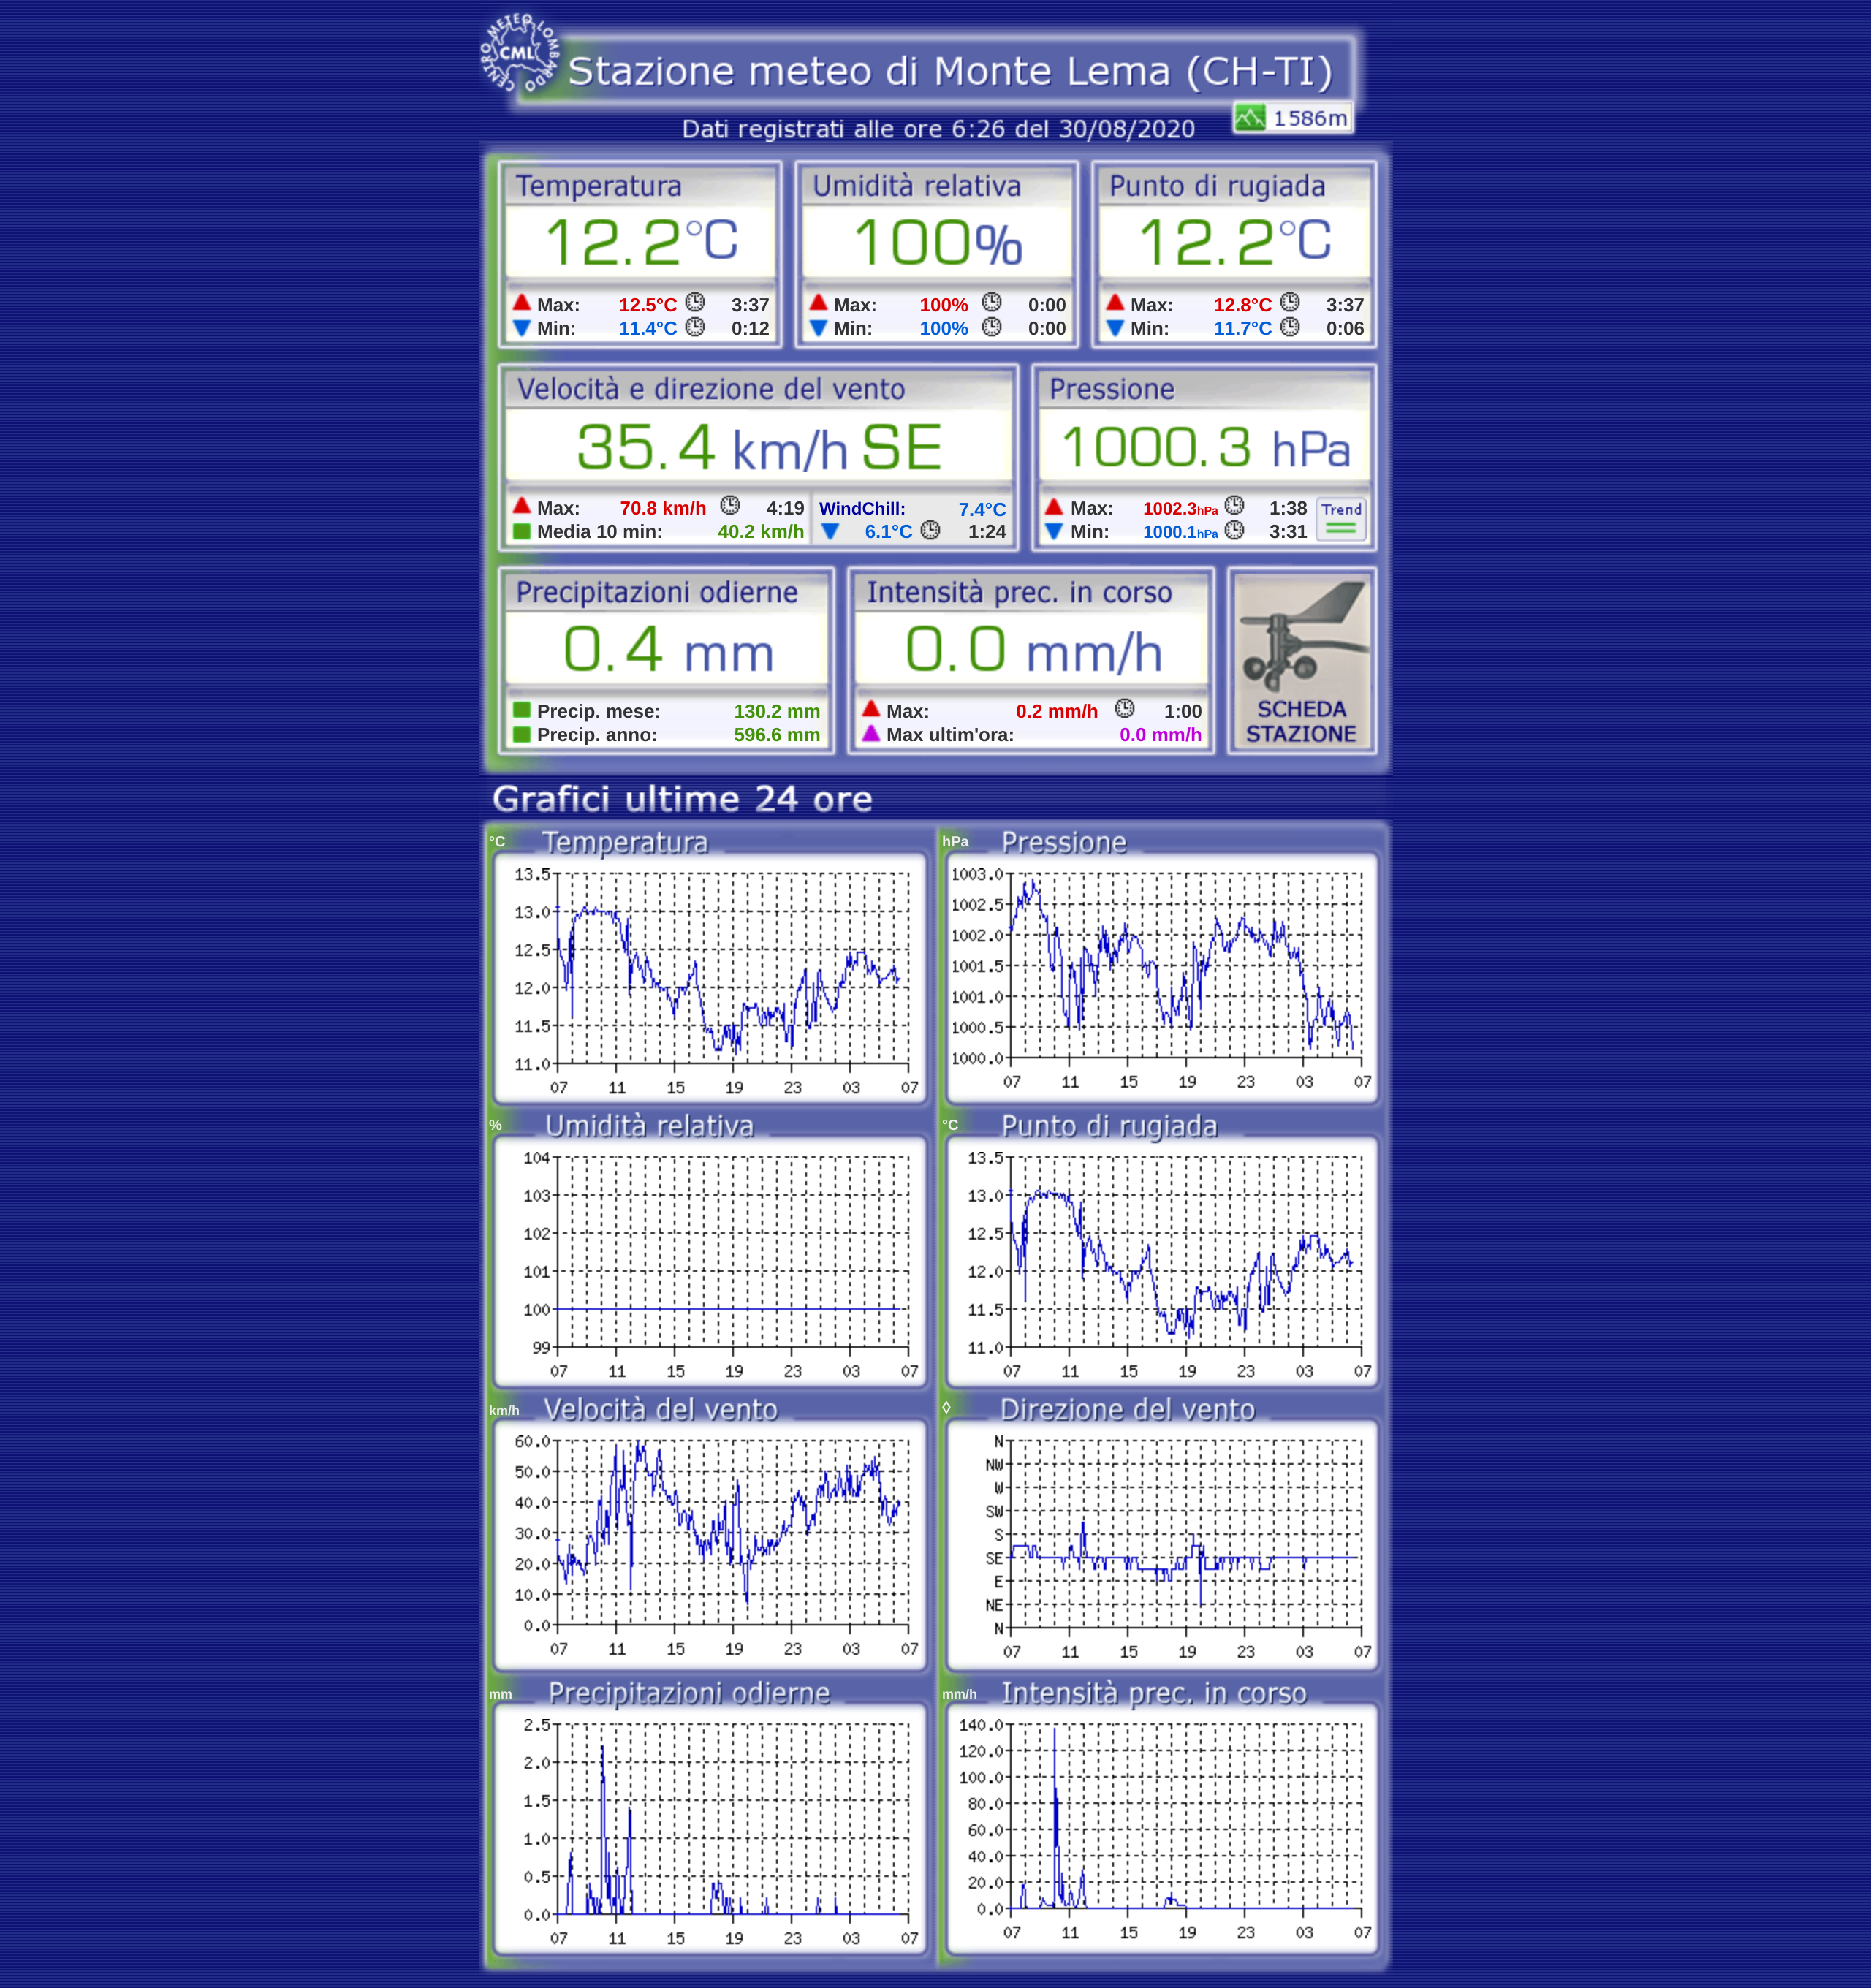 CENTRO METEO LOMBARDO
CML
Stazione meteo di Monte Lema (CH-TI)
1586m
Dati registrati alle ore 6:26 del 30/08/2020
Temperatura Umidità relativa Punto di rugiada
12.2°C 100% 12.2°C
Max: 12.5°C 3:37 Max: 100% 0:00 Max: 12.8°C 3:37
Min: 11.4°C 0:12 Min: 100% 0:00 Min: 11.7°C 0:06
Velocità e direzione del vento Pressione
35.4 km/h SE 1000.3 hPa
Max: 70.8 km/h 4:19 WindChill: 7.4°C Max: 1002.3hPa 1:38 Trend
Media 10 min: 40.2 km/h 6.1°C 1:24 Min: 1000.1hPa 3:31
Precipitazioni odierne Intensità prec. in corso
0.4 mm 0.0 mm/h
Precip. mese: 130.2 mm Max: 0.2 mm/h 1:00 SCHEDA
Precip. anno: 596.6 mm Max ultim'ora: 0.0 mm/h STAZIONE
Grafici ultime 24 ore
°C Temperatura
13.5
13.0
12.5
12.0
11.5
11.0
07 11 15 19 23 03 07
hPa Pressione
1003.0
1002.5
1002.0
1001.5
1001.0
1000.5
1000.0
07 11 15 19 23 03 07
% Umidità relativa
104
103
102
101
100
99
07 11 15 19 23 03 07
°C Punto di rugiada
13.5
13.0
12.5
12.0
11.5
11.0
07 11 15 19 23 03 07
km/h Velocità del vento
60.0
50.0
40.0
30.0
20.0
10.0
0.0
07 11 15 19 23 03 07
◊ Direzione del vento
N
NW
W
SW
S
SE
E
NE
N
07 11 15 19 23 03 07
mm Precipitazioni odierne
2.5
2.0
1.5
1.0
0.5
0.0
07 11 15 19 23 03 07
mm/h Intensità prec. in corso
140.0
120.0
100.0
80.0
60.0
40.0
20.0
0.0
07 11 15 19 23 03 07